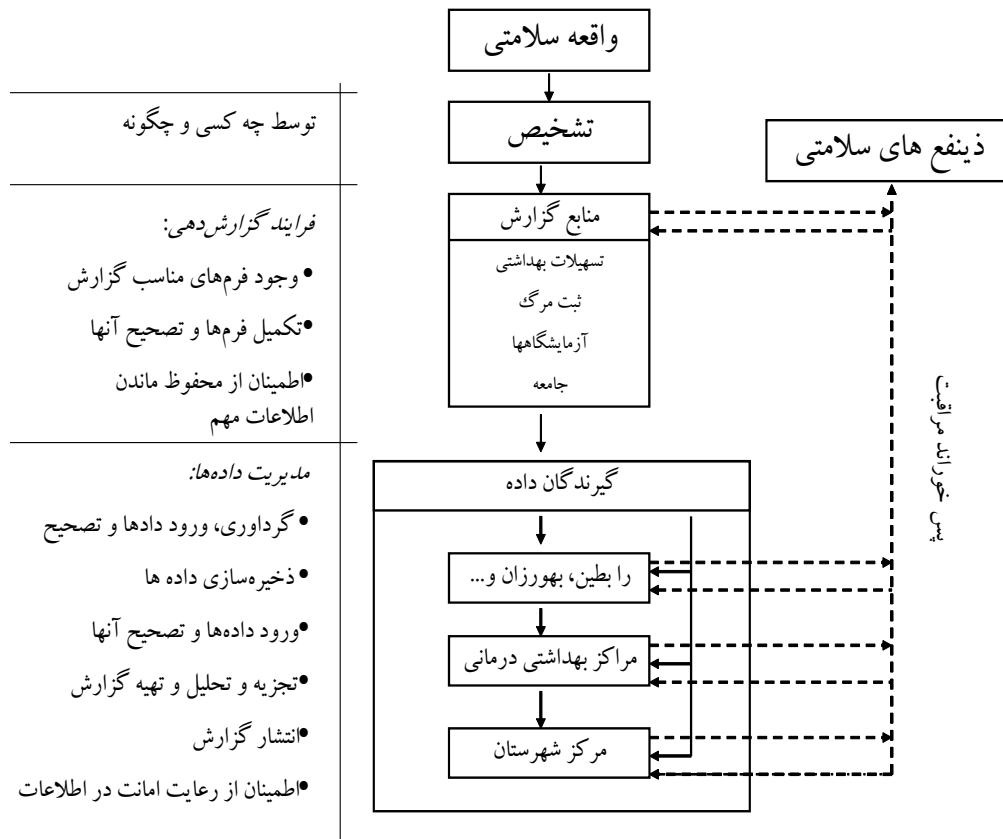 واقعه سلامتی
تشخیص
ذینفع های سلامتی
منابع گزارش
تسهیلات بهداشتی
ثبت مرگ
آزمایشگاهها
جامعه
گیرندگان داده
را بطین، بهورزان و...
مراکز بهداشتی درمانی
مرکز شهرستان
پس خوراند مراقبت
توسط چه کسی و چگونه
فرایند گزارش‌دهی:
• وجود فرم‌های مناسب گزارش
•تکمیل فرم‌ها و تصحیح آنها
•اطمینان از محفوظ ماندن
اطلاعات مهم
مدیریت داده‌ها:
• گرداوری، ورود دادها و تصحیح
• ذخیره‌سازی داده ها
•ورود داده‌ها و تصحیح آنها
•تجزیه و تحلیل و تهیه گزارش
•انتشار گزارش
•اطمینان از رعایت امانت در اطلاعات